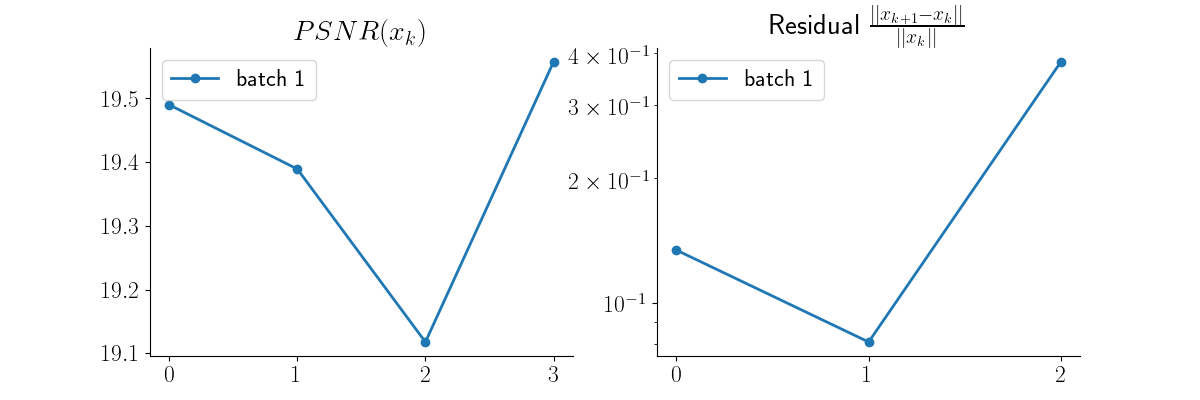 PSNR(x_k)
batch 1
19.5
19.4
19.3
19.2
19.1
0 1 2 3
Residual \frac{||x_{k+1}-x_k||}{||x_k||}
batch 1
4 × 10^{-1}
3 × 10^{-1}
2 × 10^{-1}
10^{-1}
0 1 2